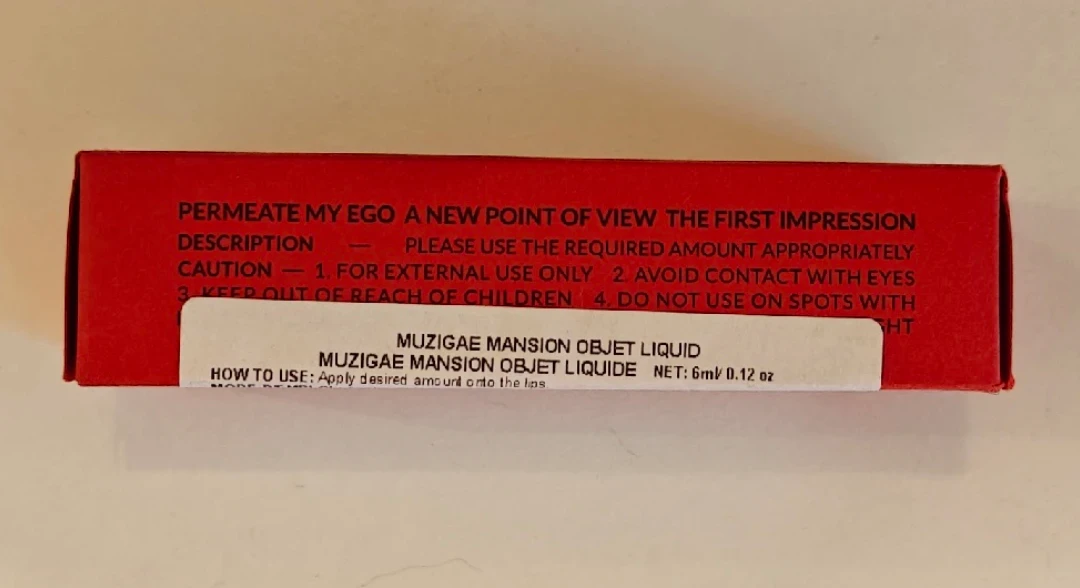 PERMEATE MY EGO A NEW POINT OF VIEW THE FIRST IMPRESSION
DESCRIPTION — PLEASE USE THE REQUIRED AMOUNT APPROPRIATELY
CAUTION — 1. FOR EXTERNAL USE ONLY 2. AVOID CONTACT WITH EYES
3. KEEP OUT OF REACH OF CHILDREN 4. DO NOT USE ON SPOTS WITH
MUZIGAE MANSION OBJET LIQUID
MUZIGAE MANSION OBJET LIQUIDE NET: 6ml/ 0.12 oz
HOW TO USE: Apply desired amount onto the lips